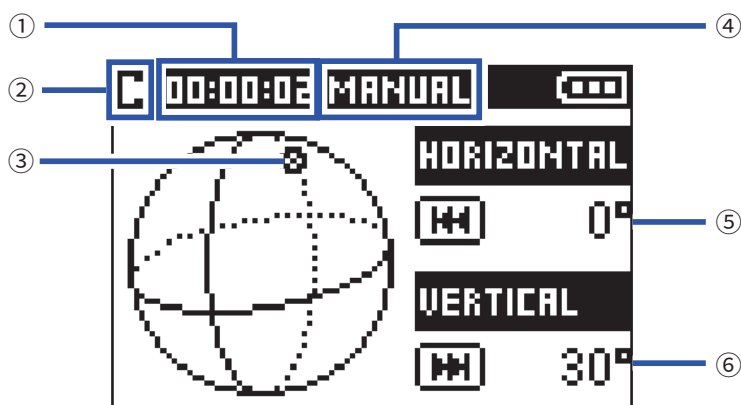 ①
④
② C 00:00:02 MANUAL
③
HORIZONTAL
0° ⑤
VERTICAL
30° ⑥